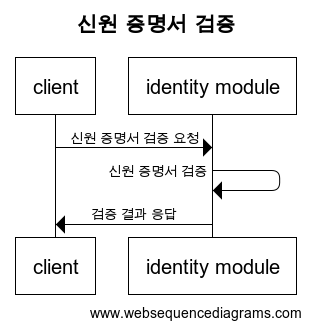 신원 증명서 검증
client
identity module
신원 증명서 검증 요청
신원 증명서 검증
검증 결과 응답
client
identity module
www.websequencediagrams.com